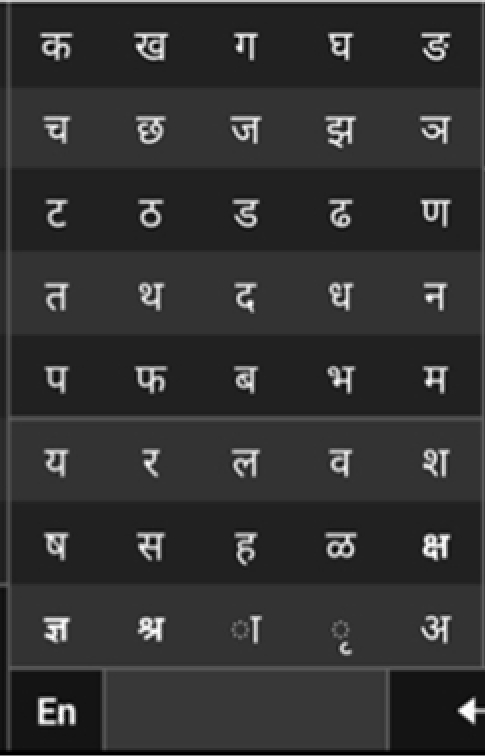 क ख ग घ ङ
च छ ज झ ञ
ट ठ ड ढ ण
त थ द ध न
प फ ब भ म
य र ल व श
ष स ह ळ क्ष
ज्ञ श्र ा ृ अ
En ←